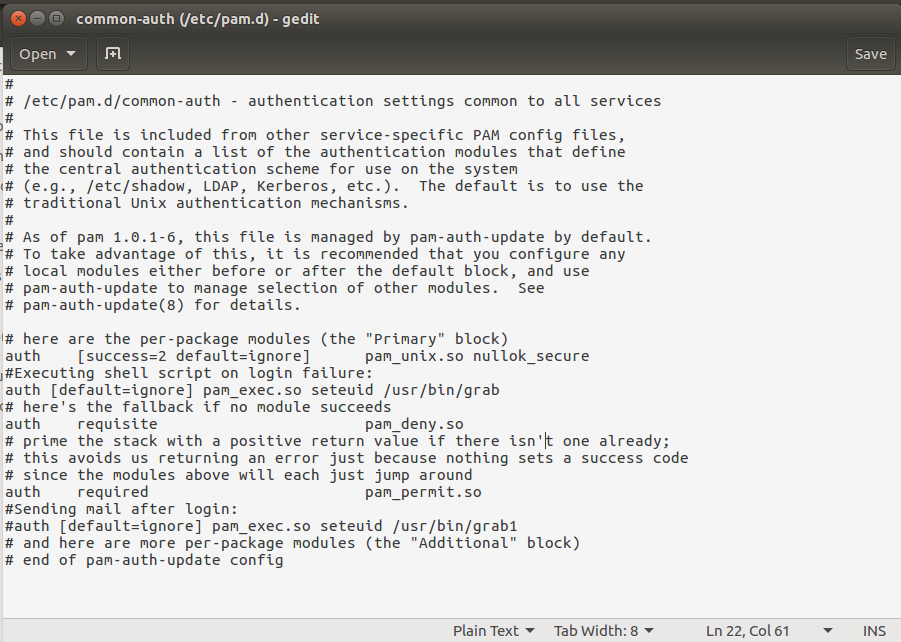 common-auth (/etc/pam.d) - gedit
Open
Save
#
# /etc/pam.d/common-auth - authentication settings common to all services
#
# This file is included from other service-specific PAM config files,
# and should contain a list of the authentication modules that define
# the central authentication scheme for use on the system
# (e.g., /etc/shadow, LDAP, Kerberos, etc.).  The default is to use the
# traditional Unix authentication mechanisms.
#
# As of pam 1.0.1-6, this file is managed by pam-auth-update by default.
# To take advantage of this, it is recommended that you configure any
# local modules either before or after the default block, and use
# pam-auth-update to manage selection of other modules.  See
# pam-auth-update(8) for details.

# here are the per-package modules (the "Primary" block)
auth    [success=2 default=ignore]      pam_unix.so nullok_secure
#Executing shell script on login failure:
auth [default=ignore] pam_exec.so seteuid /usr/bin/grab
# here's the fallback if no module succeeds
auth    requisite                       pam_deny.so
# prime the stack with a positive return value if there isn't one already;
# this avoids us returning an error just because nothing sets a success code
# since the modules above will each just jump around
auth    required                        pam_permit.so
#Sending mail after login:
#auth [default=ignore] pam_exec.so seteuid /usr/bin/grab1
# and here are more per-package modules (the "Additional" block)
# end of pam-auth-update config
Plain Text Tab Width: 8 Ln 22, Col 61 INS